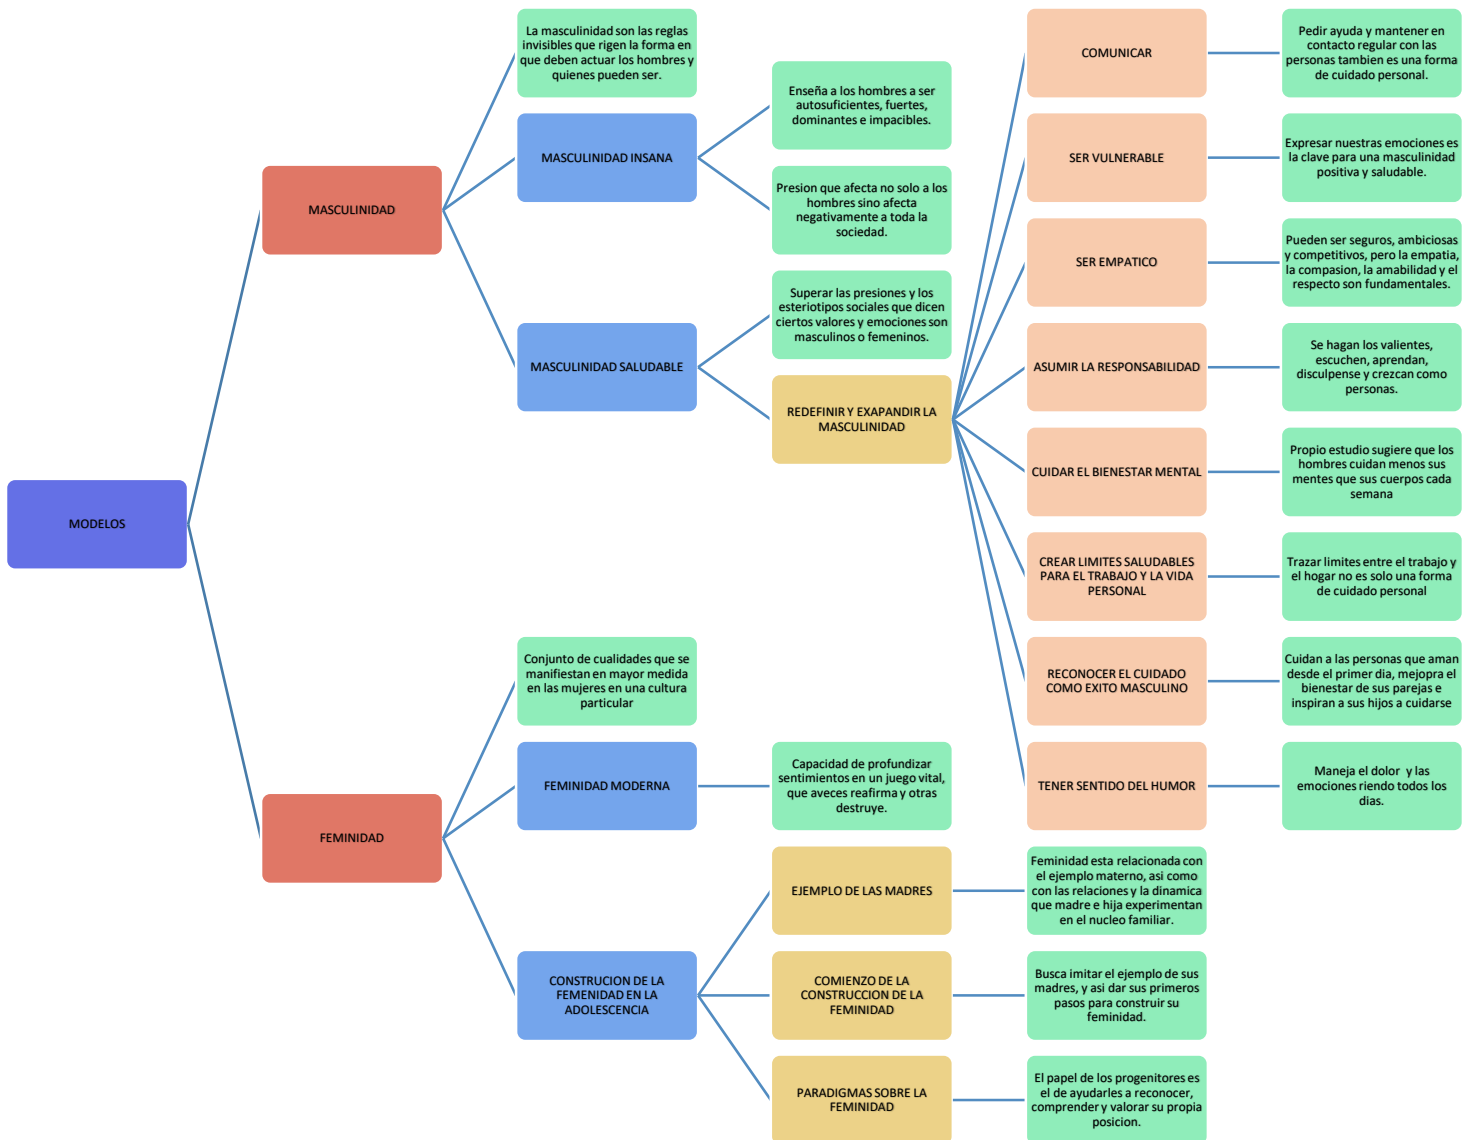 MODELOS
MASCULINIDAD
La masculinidad son las reglas
invisibles que rigen la forma en
que deben actuar los hombres y
quienes pueden ser.
MASCULINIDAD INSANA
Enseña a los hombres a ser
autosuficientes, fuertes,
dominantes e impacibles.
Presion que afecta no solo a los
hombres sino afecta
negativamente a toda la
sociedad.
MASCULINIDAD SALUDABLE
Superar las presiones y los
esteriotipos sociales que dicen
ciertos valores y emociones son
masculinos o femeninos.
REDEFINIR Y EXAPANDIR LA
MASCULINIDAD
COMUNICAR
Pedir ayuda y mantener en
contacto regular con las
personas tambien es una forma
de cuidado personal.
SER VULNERABLE
Expresar nuestras emociones es
la clave para una masculinidad
positiva y saludable.
SER EMPATICO
Pueden ser seguros, ambiciosas
y competitivos, pero la empatia,
la compasion, la amabilidad y el
respecto son fundamentales.
ASUMIR LA RESPONSABILIDAD
Se hagan los valientes,
escuchen, aprendan,
disculpense y crezcan como
personas.
CUIDAR EL BIENESTAR MENTAL
Propio estudio sugiere que los
hombres cuidan menos sus
mentes que sus cuerpos cada
semana
CREAR LIMITES SALUDABLES
PARA EL TRABAJO Y LA VIDA
PERSONAL
Trazar limites entre el trabajo y
el hogar no es solo una forma
de cuidado personal
RECONOCER EL CUIDADO
COMO EXITO MASCULINO
Cuidan a las personas que aman
desde el primer dia, mejopra el
bienestar de sus parejas e
inspiran a sus hijos a cuidarse
TENER SENTIDO DEL HUMOR
Maneja el dolor y las
emociones riendo todos los
dias.
FEMINIDAD
Conjunto de cualidades que se
manifiestan en mayor medida
en las mujeres en una cultura
particular
FEMINIDAD MODERNA
Capacidad de profundizar
sentimientos en un juego vital,
que aveces reafirma y otras
destruye.
CONSTRUCION DE LA
FEMENIDAD EN LA
ADOLESCENCIA
EJEMPLO DE LAS MADRES
Feminidad esta relacionada con
el ejemplo materno, asi como
con las relaciones y la dinamica
que madre e hija experimentan
en el nucleo familiar.
COMIENZO DE LA
CONSTRUCCION DE LA
FEMINIDAD
Busca imitar el ejemplo de sus
madres, y asi dar sus primeros
pasos para construir su
feminidad.
PARADIGMAS SOBRE LA
FEMINIDAD
El papel de los progenitores es
el de ayudarles a reconocer,
comprender y valorar su propia
posicion.